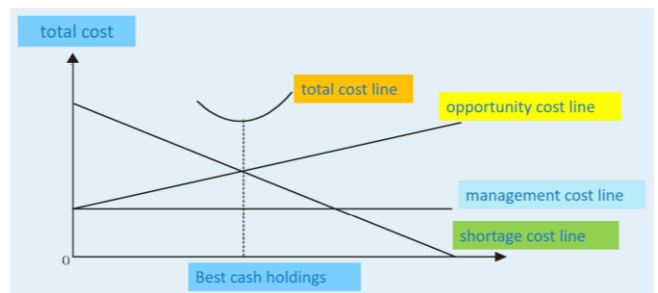 total cost
total cost line
opportunity cost line
management cost line
shortage cost line
0
Best cash holdings